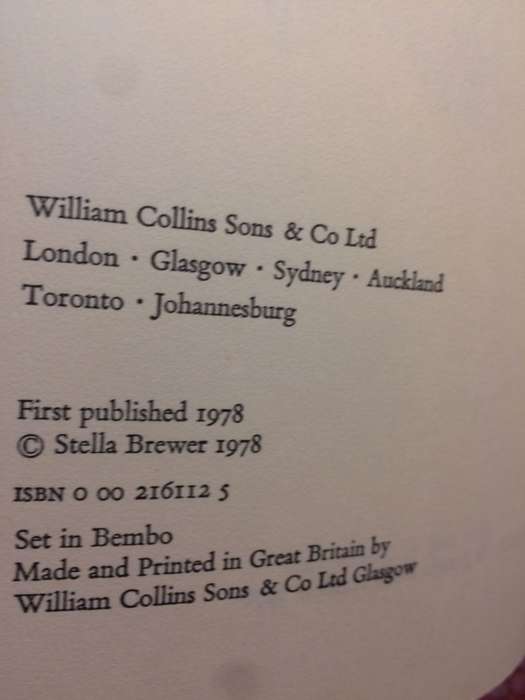 William Collins Sons & Co Ltd
London · Glasgow · Sydney · Auckland
Toronto · Johannesburg
First published 1978
© Stella Brewer 1978
ISBN 0 00 216112 5
Set in Bembo
Made and Printed in Great Britain by
William Collins Sons & Co Ltd Glasgow